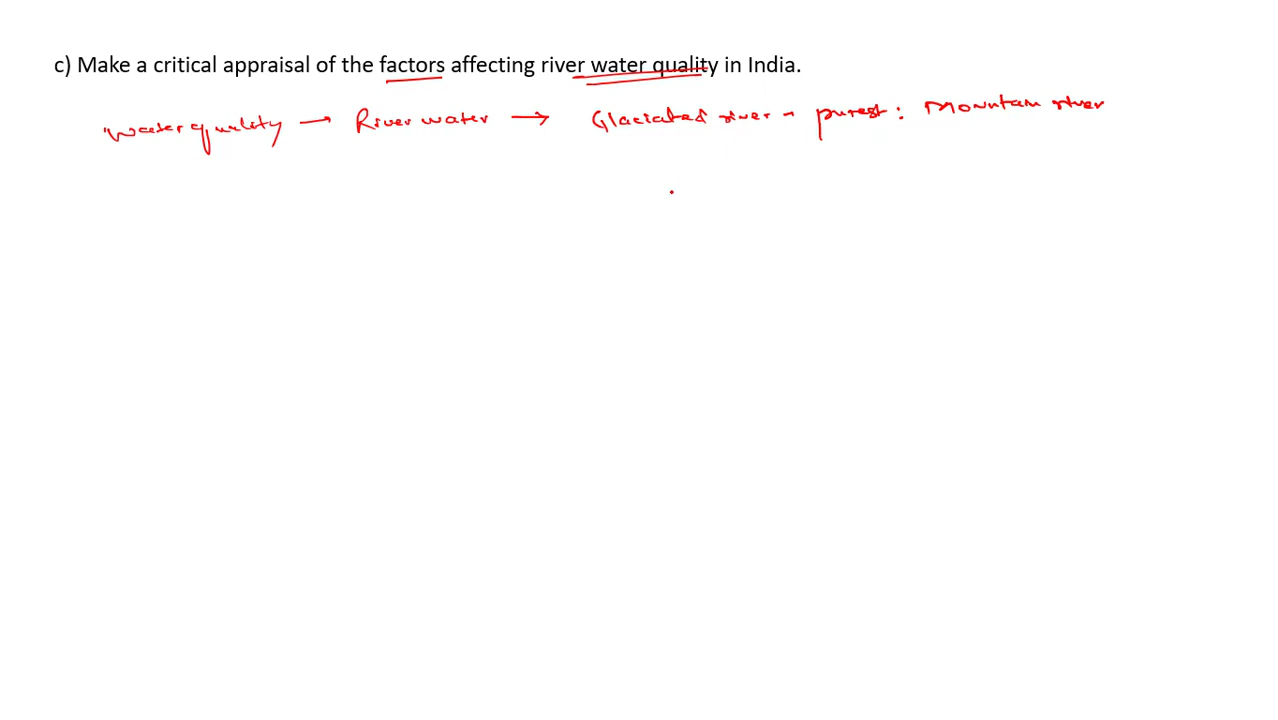 c) Make a critical appraisal of the factors affecting river water quality in India.
Water quality → River water → Glaciated river - purest : Mountain river